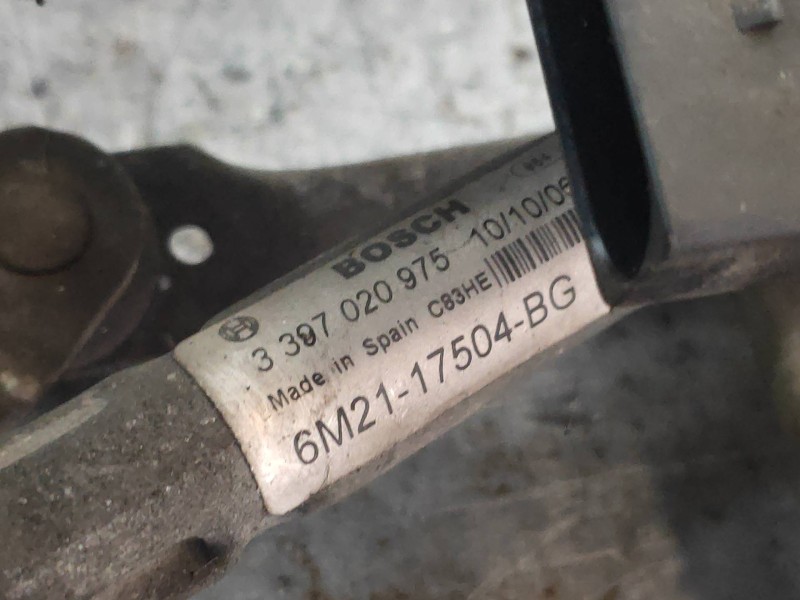 BOSCH
3 397 020 975 10/10/06
Made in Spain C83HE
6M21-17504-BG